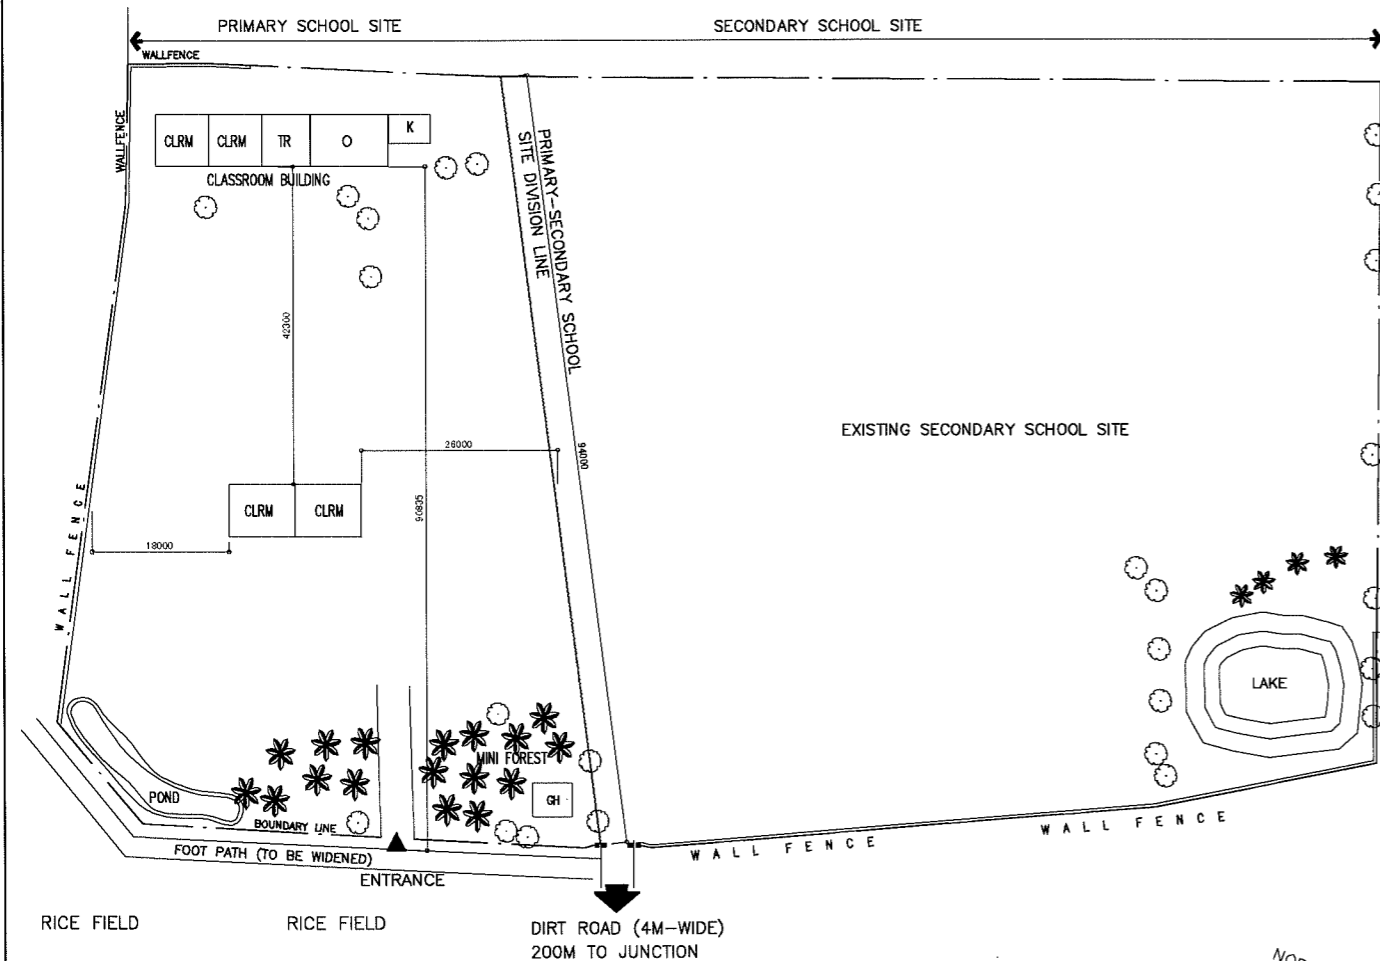 PRIMARY SCHOOL SITE
SECONDARY SCHOOL SITE
WALLFENCE
WALLFENCE
CLRM
CLRM
TR
O
K
CLASSROOM BUILDING
PRIMARY-SECONDARY SCHOOL
SITE DIVISION LINE
42300
26000
94000
90835
EXISTING SECONDARY SCHOOL SITE
CLRM
CLRM
18000
WALL FENCE
LAKE
MINI FOREST
GH
POND
BOUNDARY LINE
FOOT PATH (TO BE WIDENED)
ENTRANCE
WALL FENCE
WALL FENCE
RICE FIELD
RICE FIELD
DIRT ROAD (4M-WIDE)
200M TO JUNCTION